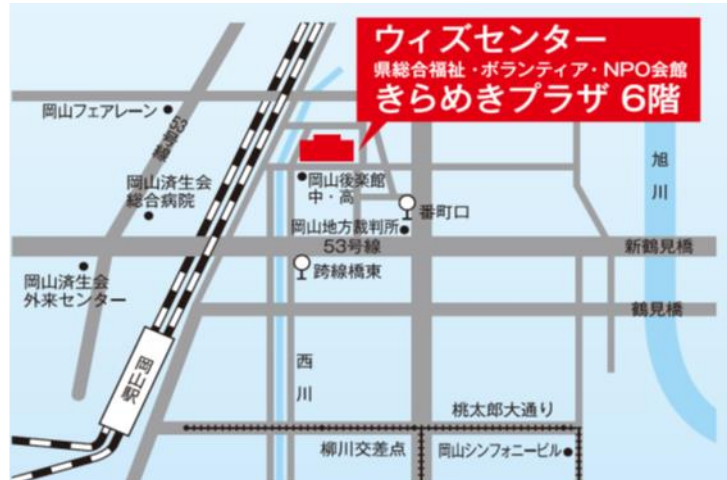 ウィズセンター
県総合福祉・ボランティア・NPO会館
きらめきプラザ 6階
岡山フェアレーン
53号線
旭川
岡山済生会
総合病院
岡山後楽館
中・高
番町口
岡山地方裁判所
53号線
新鶴見橋
岡山済生会
外来センター
跨線橋東
鶴見橋
岡山駅
西川
桃太郎大通り
柳川交差点
岡山シンフォニービル